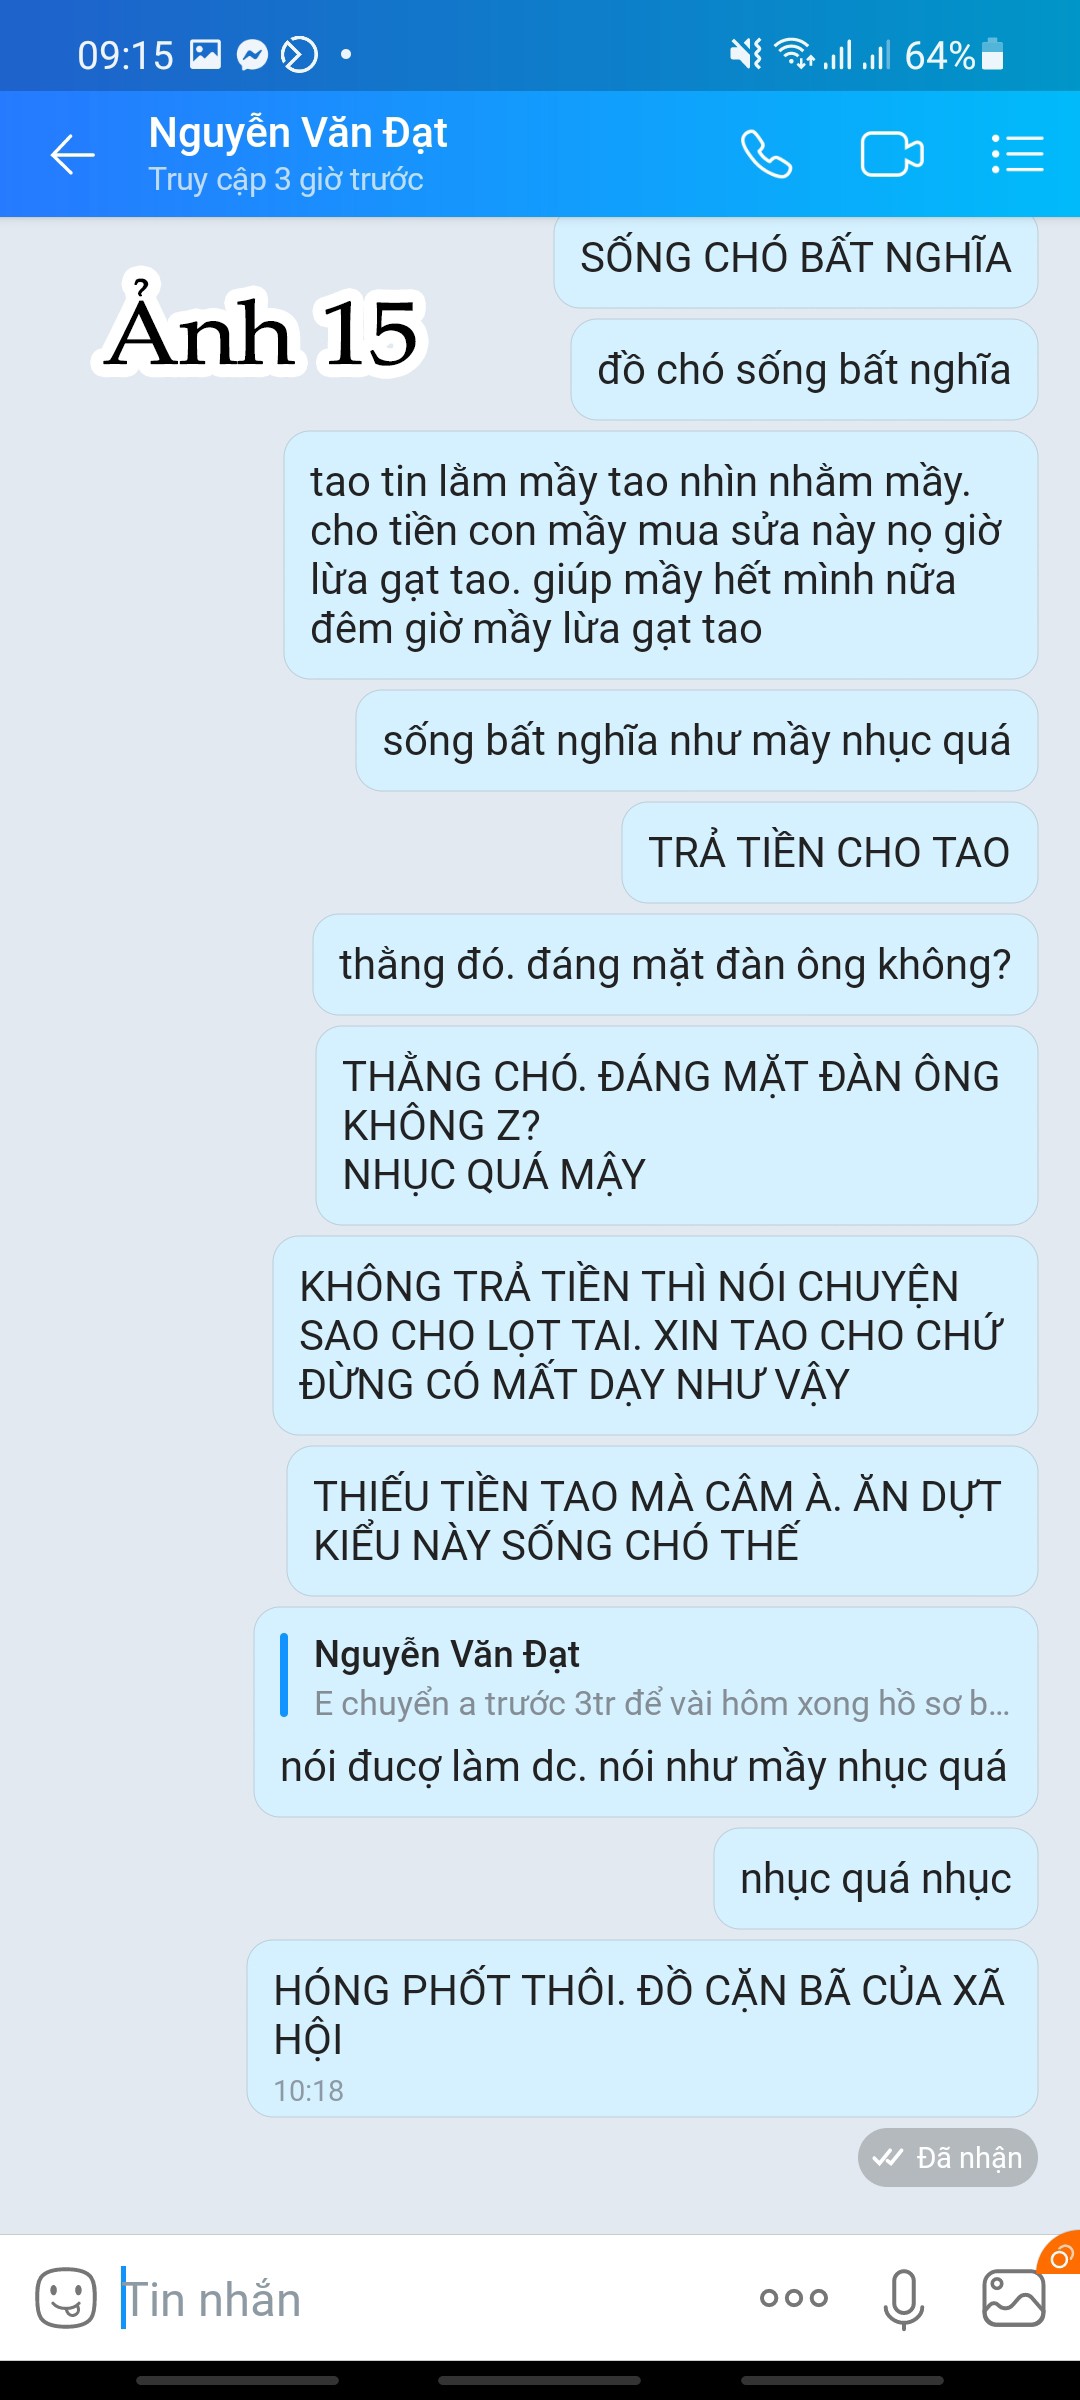 09:15
64%
Nguyễn Văn Đạt
Truy cập 3 giờ trước
Ảnh 15
SỐNG CHÓ BẤT NGHĨA
đồ chó sống bất nghĩa
tao tin lằm mầy tao nhìn nhằm mầy.
cho tiền con mầy mua sửa này nọ giờ
lừa gạt tao. giúp mầy hết mình nữa
đêm giờ mầy lừa gạt tao
sống bất nghĩa như mầy nhục quá
TRẢ TIỀN CHO TAO
thằng đó. đáng mặt đàn ông không?
THẰNG CHÓ. ĐÁNG MẶT ĐÀN ÔNG
KHÔNG Z?
NHỤC QUÁ MẬY
KHÔNG TRẢ TIỀN THÌ NÓI CHUYỆN
SAO CHO LỌT TAI. XIN TAO CHO CHỨ
ĐỪNG CÓ MẤT DẠY NHƯ VẬY
THIẾU TIỀN TAO MÀ CÂM À. ĂN DỰT
KIỂU NÀY SỐNG CHÓ THẾ
Nguyễn Văn Đạt
E chuyển a trước 3tr để vài hôm xong hồ sơ b...
nói đucợ làm dc. nói như mầy nhục quá
nhục quá nhục
HÓNG PHỐT THÔI. ĐỒ CẶN BÃ CỦA XÃ
HỘI
10:18
Đã nhận
Tin nhắn